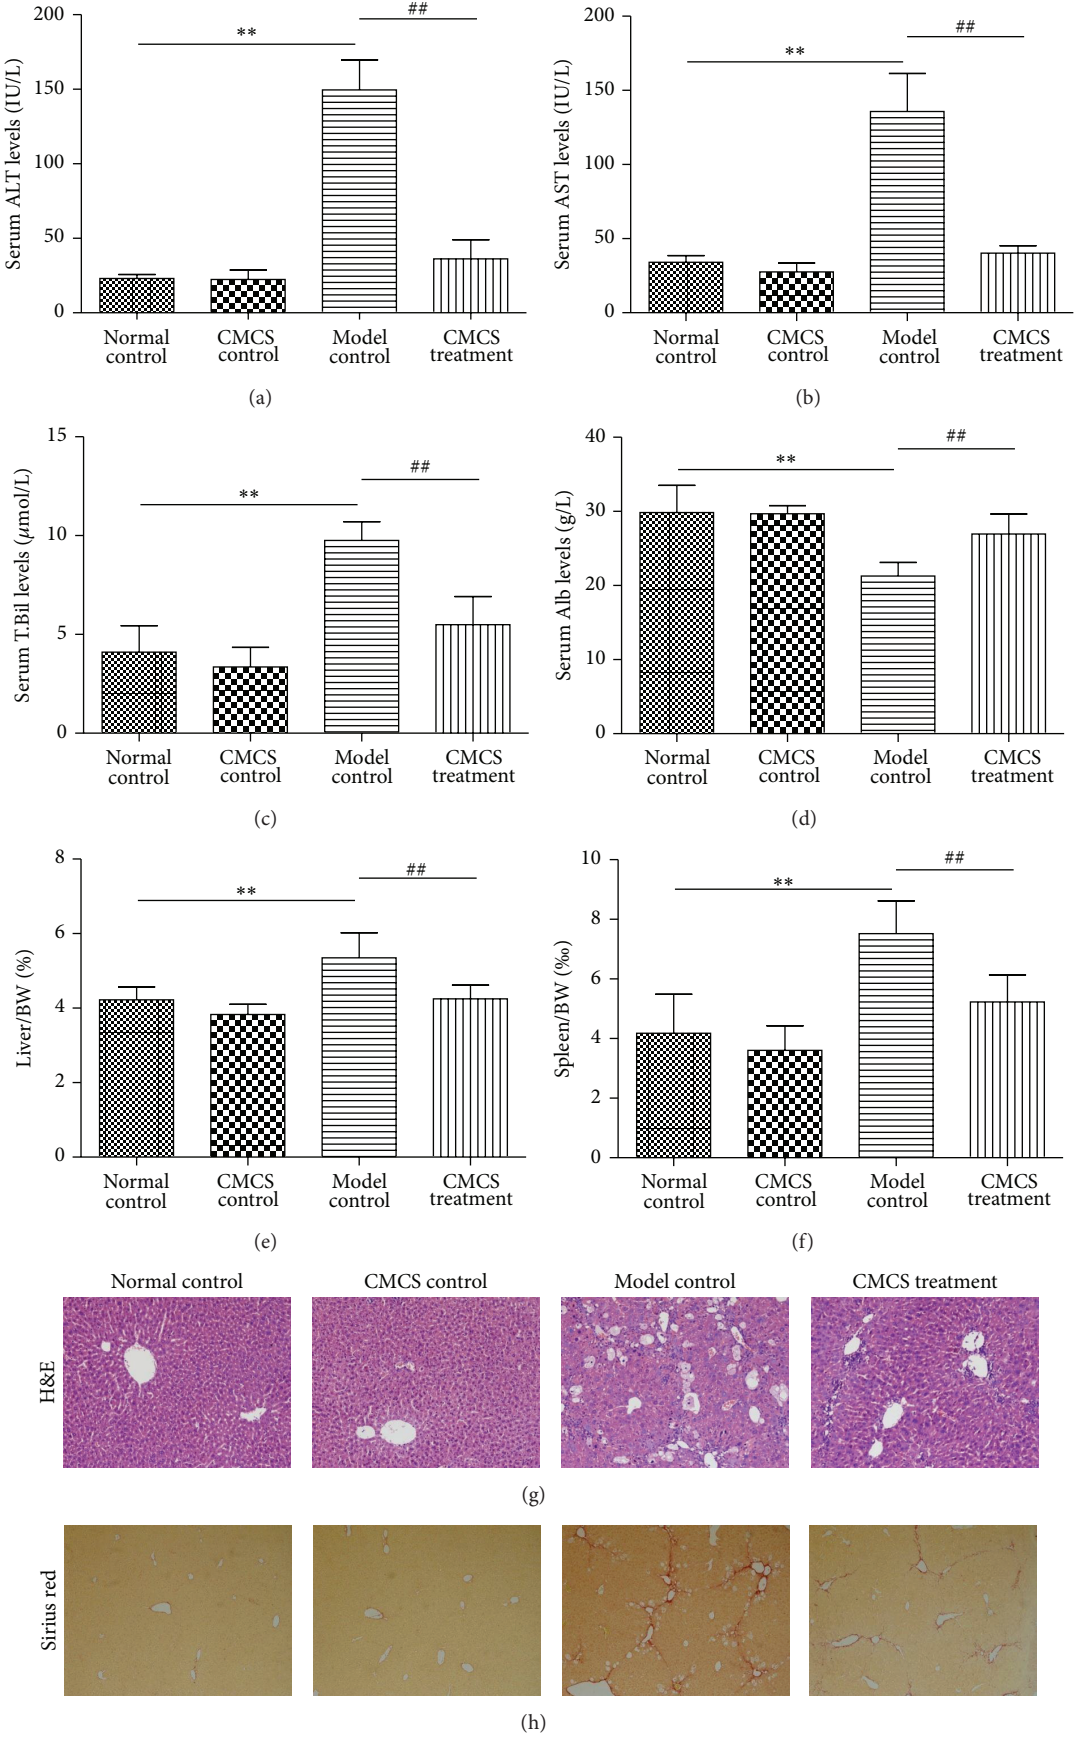 200
150
100
50
0
Serum ALT levels (IU/L)
**
##
Normal control
CMCS control
Model control
CMCS treatment
(a)
200
150
100
50
0
Serum AST levels (IU/L)
**
##
Normal control
CMCS control
Model control
CMCS treatment
(b)
15
10
5
0
Serum T.Bil levels (μmol/L)
**
##
Normal control
CMCS control
Model control
CMCS treatment
(c)
40
30
20
10
0
Serum Alb levels (g/L)
**
##
Normal control
CMCS control
Model control
CMCS treatment
(d)
8
6
4
2
0
Liver/BW (%)
**
##
Normal control
CMCS control
Model control
CMCS treatment
(e)
10
8
6
4
2
0
Spleen/BW (‰)
**
##
Normal control
CMCS control
Model control
CMCS treatment
(f)
Normal control
CMCS control
Model control
CMCS treatment
H&E
(g)
Sirius red
(h)